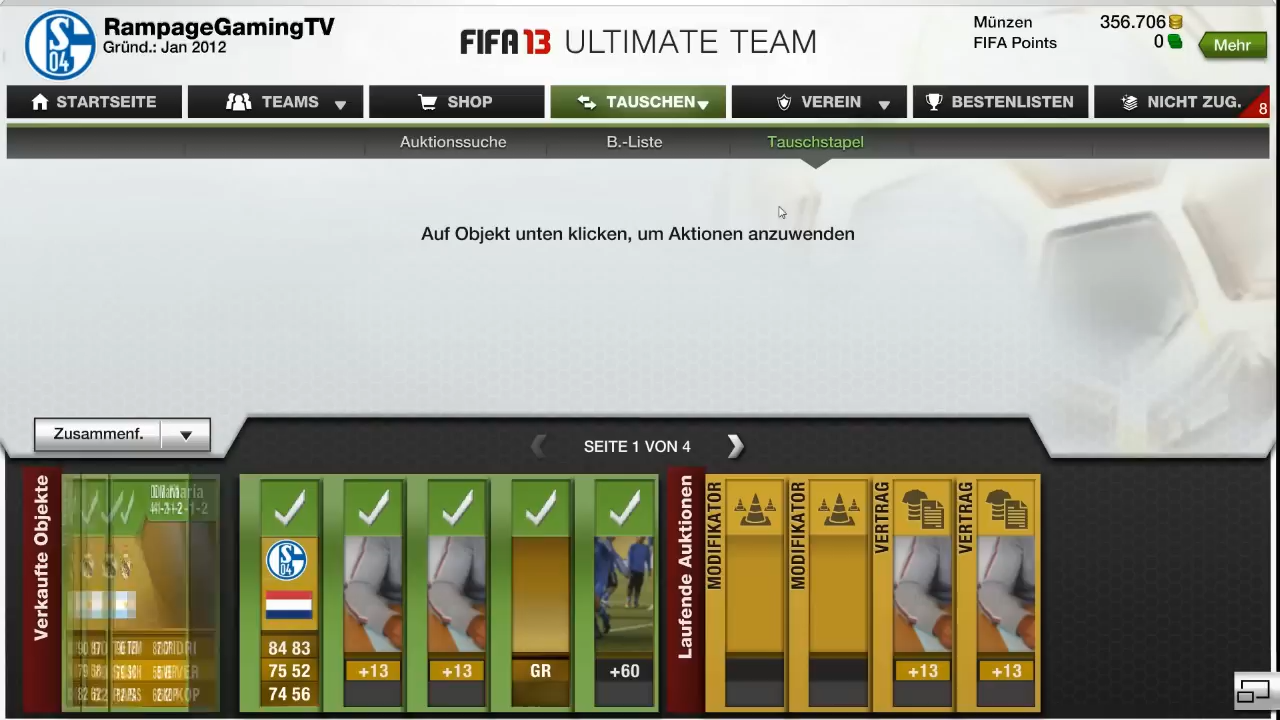 RampageGamingTV
Gründ.: Jan 2012
S
04
FIFA 13 ULTIMATE TEAM
Münzen 356.706
FIFA Points 0
Mehr
STARTSEITE
TEAMS
SHOP
TAUSCHEN
VEREIN
BESTENLISTEN
NICHT ZUG.
8
Auktionssuche
B.-Liste
Tauschstapel
Auf Objekt unten klicken, um Aktionen anzuwenden
Zusammenf.
SEITE 1 VON 4
Verkaufte Objekte
S
04
84 83
75 52
74 56
+13
+13
GR
+60
Laufende Auktionen
MODIFIKATOR
MODIFIKATOR
VERTRAG
+13
VERTRAG
+13